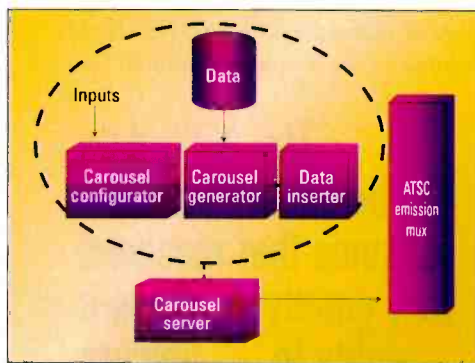 Data
Inputs
Carousel
configurator
Carousel
generator
Data
inserter
ATSC
emission
mux
Carousel
server